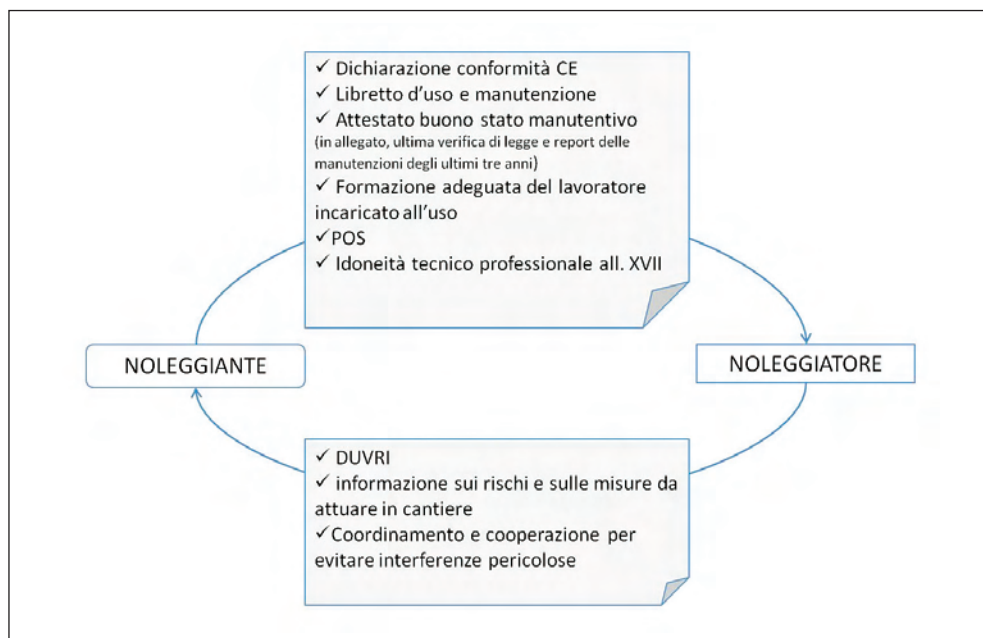 ✓ Dichiarazione conformità CE
✓ Libretto d'uso e manutenzione
✓ Attestato buono stato manutentivo
(in allegato, ultima verifica di legge e report delle
manutenzioni degli ultimi tre anni)
✓ Formazione adeguata del lavoratore
incaricato all'uso
✓POS
✓ Idoneità tecnico professionale all. XVII
NOLEGGIANTE
NOLEGGIATORE
✓ DUVRI
✓ informazione sui rischi e sulle misure da
attuare in cantiere
✓Coordinamento e cooperazione per
evitare interferenze pericolose